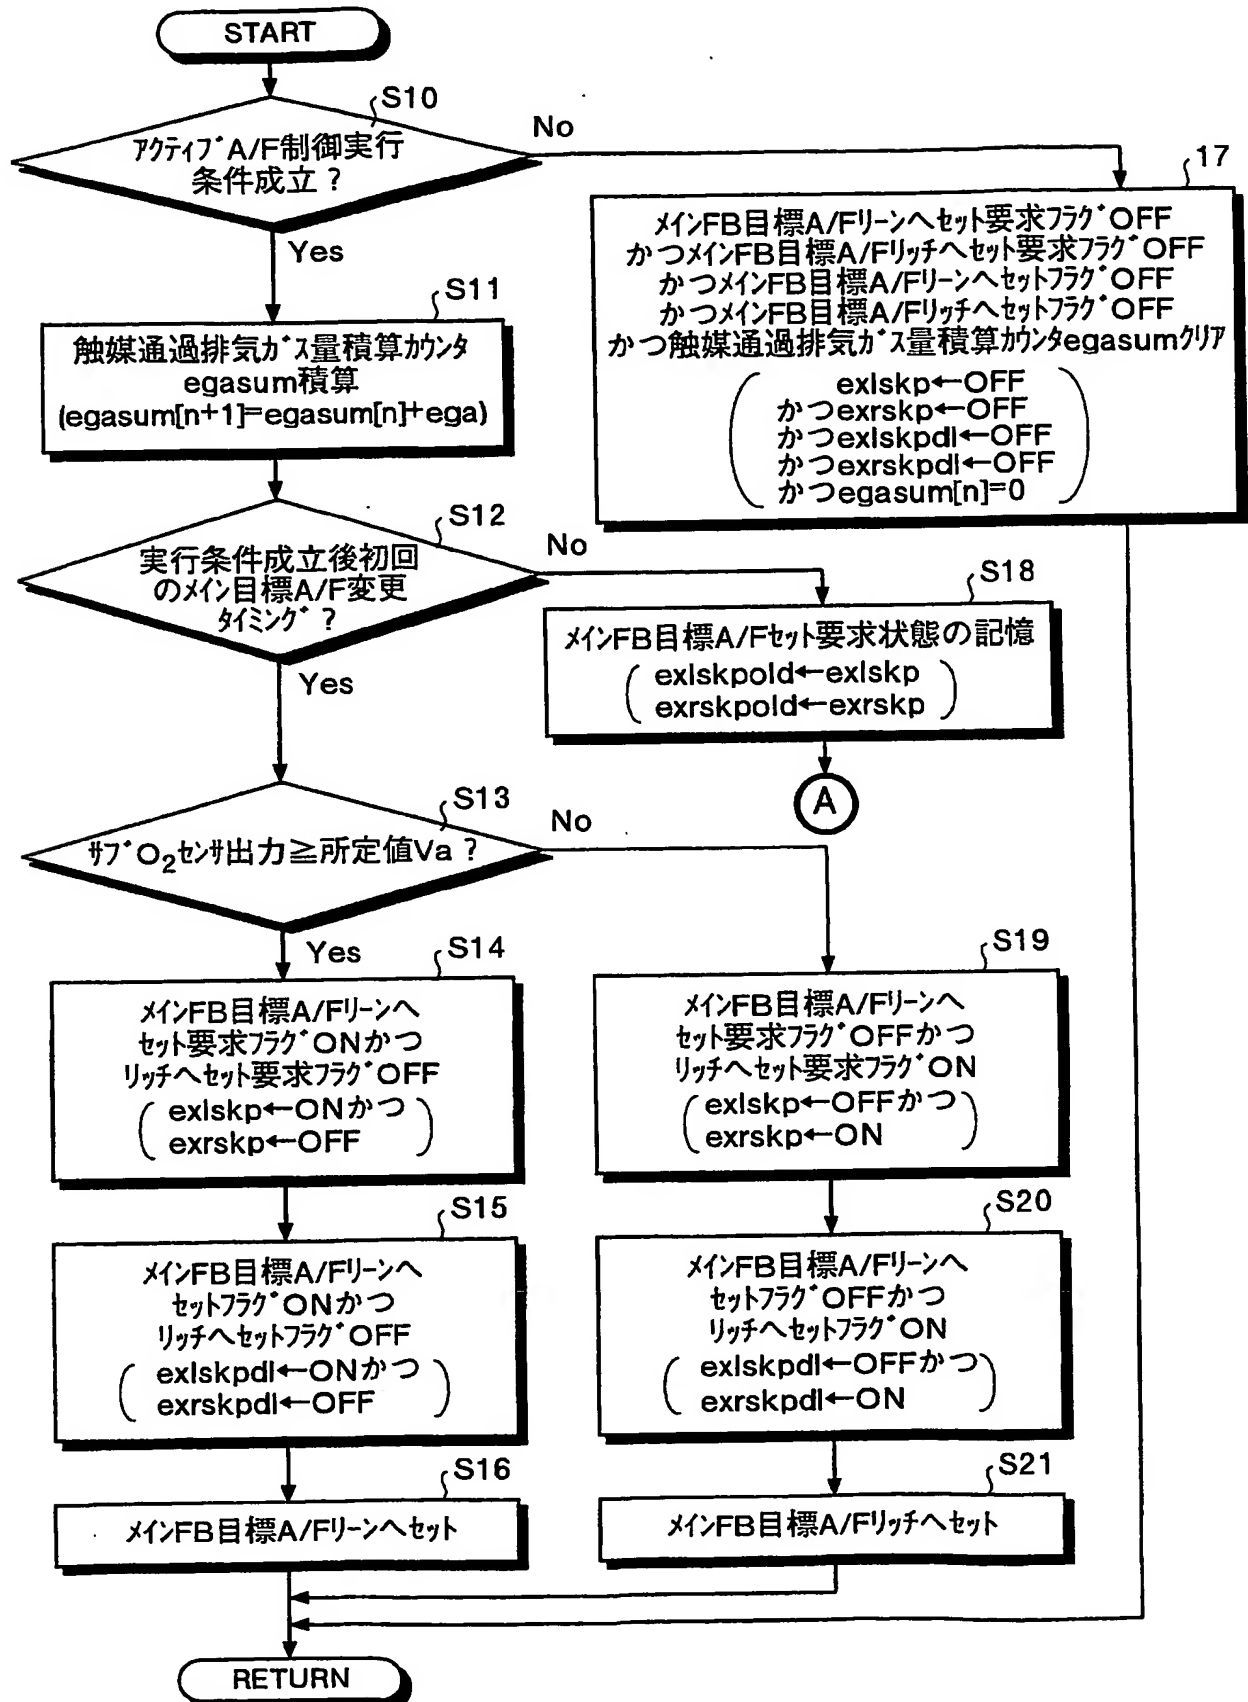 START
S10
アクティブA/F制御実行
条件成立?
No
Yes
17
メインFB目標A/Fリーンへセット要求フラグOFF
かつメインFB目標A/Fリッチへセット要求フラグOFF
かつメインFB目標A/FリーンへセットフラグOFF
かつメインFB目標A/FリッチへセットフラグOFF
かつ触媒通過排気ガス量積算カウンタegasumクリア
exlskp←OFF
かつexrskp←OFF
かつexlskpdl←OFF
かつexrskpdl←OFF
かつegasum[n]=0
S11
触媒通過排気ガス量積算カウンタ
egasum積算
(egasum[n+1]=egasum[n]+ega)
S12
実行条件成立後初回
のメイン目標A/F変更
タイミング?
No
Yes
S18
メインFB目標A/Fセット要求状態の記憶
exlskpold←exlskp
exrskpold←exrskp
A
S13
サブO₂センサ出力≧所定値Va?
No
Yes
S14
メインFB目標A/Fリーンへ
セット要求フラグONかつ
リッチへセット要求フラグOFF
exlskp←ONかつ
exrskp←OFF
S19
メインFB目標A/Fリーンへ
セット要求フラグOFFかつ
リッチへセット要求フラグON
exlskp←OFFかつ
exrskp←ON
S15
メインFB目標A/Fリーンへ
セットフラグONかつ
リッチへセットフラグOFF
exlskpdl←ONかつ
exrskpdl←OFF
S20
メインFB目標A/Fリーンへ
セットフラグOFFかつ
リッチへセットフラグON
exlskpdl←OFFかつ
exrskpdl←ON
S16
メインFB目標A/Fリーンへセット
S21
メインFB目標A/Fリッチへセット
RETURN